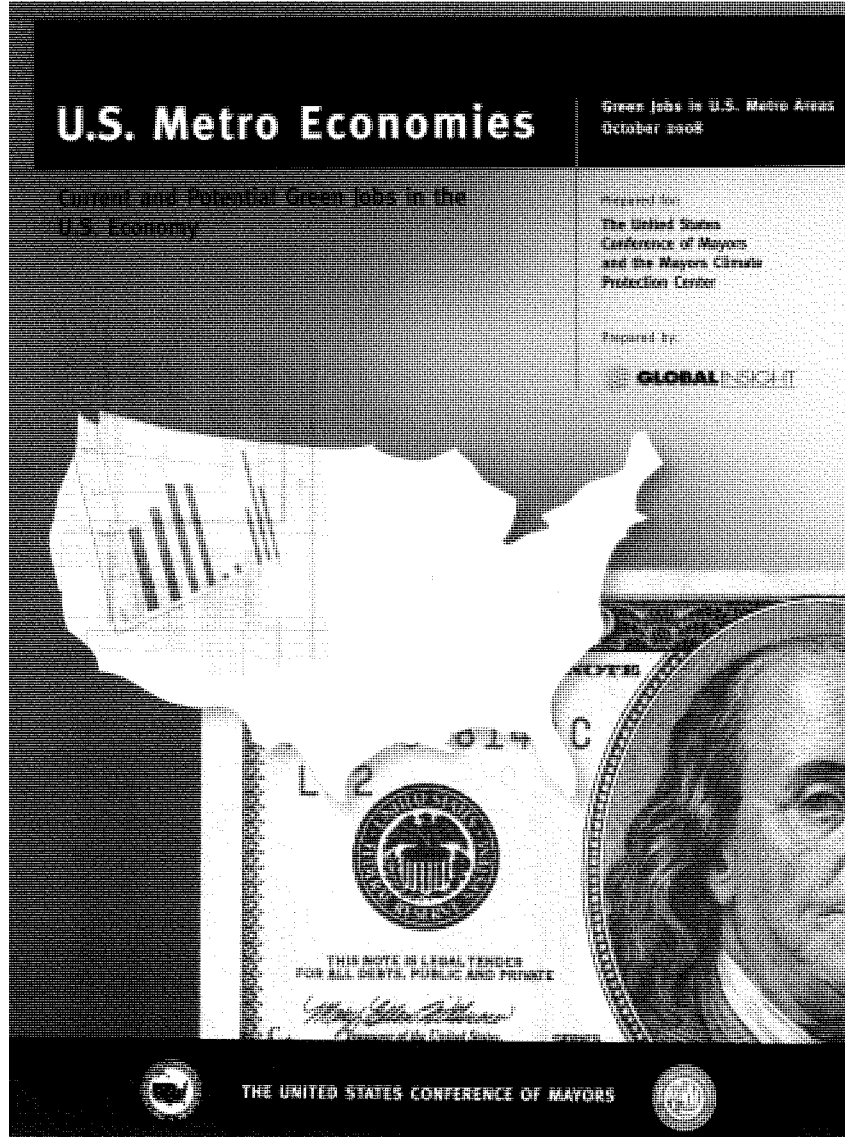 U.S. Metro Economies
Green Jobs in U.S. Metro Areas
October 2008
Current and Potential Green Jobs in the
U.S. Economy
Prepared for:
The United States
Conference of Mayors
and the Mayors Climate
Protection Center
Prepared by:
GLOBAL INSIGHT
C
L 2
THIS NOTE IS LEGAL TENDER
FOR ALL DEBTS, PUBLIC AND PRIVATE
THE UNITED STATES CONFERENCE OF MAYORS